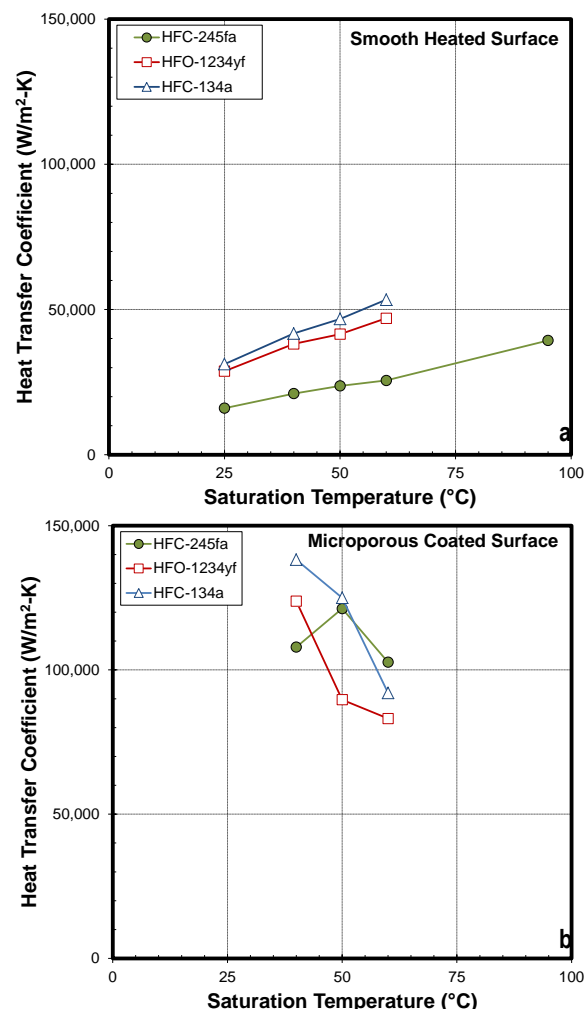 150,000
HFC-245fa
HFO-1234yf
HFC-134a
Smooth Heated Surface
100,000
50,000
0
Heat Transfer Coefficient (W/m²-K)
a
0 25 50 75 100
Saturation Temperature (°C)
150,000
HFC-245fa
HFO-1234yf
HFC-134a
Microporous Coated Surface
100,000
50,000
0
Heat Transfer Coefficient (W/m²-K)
b
0 25 50 75 100
Saturation Temperature (°C)